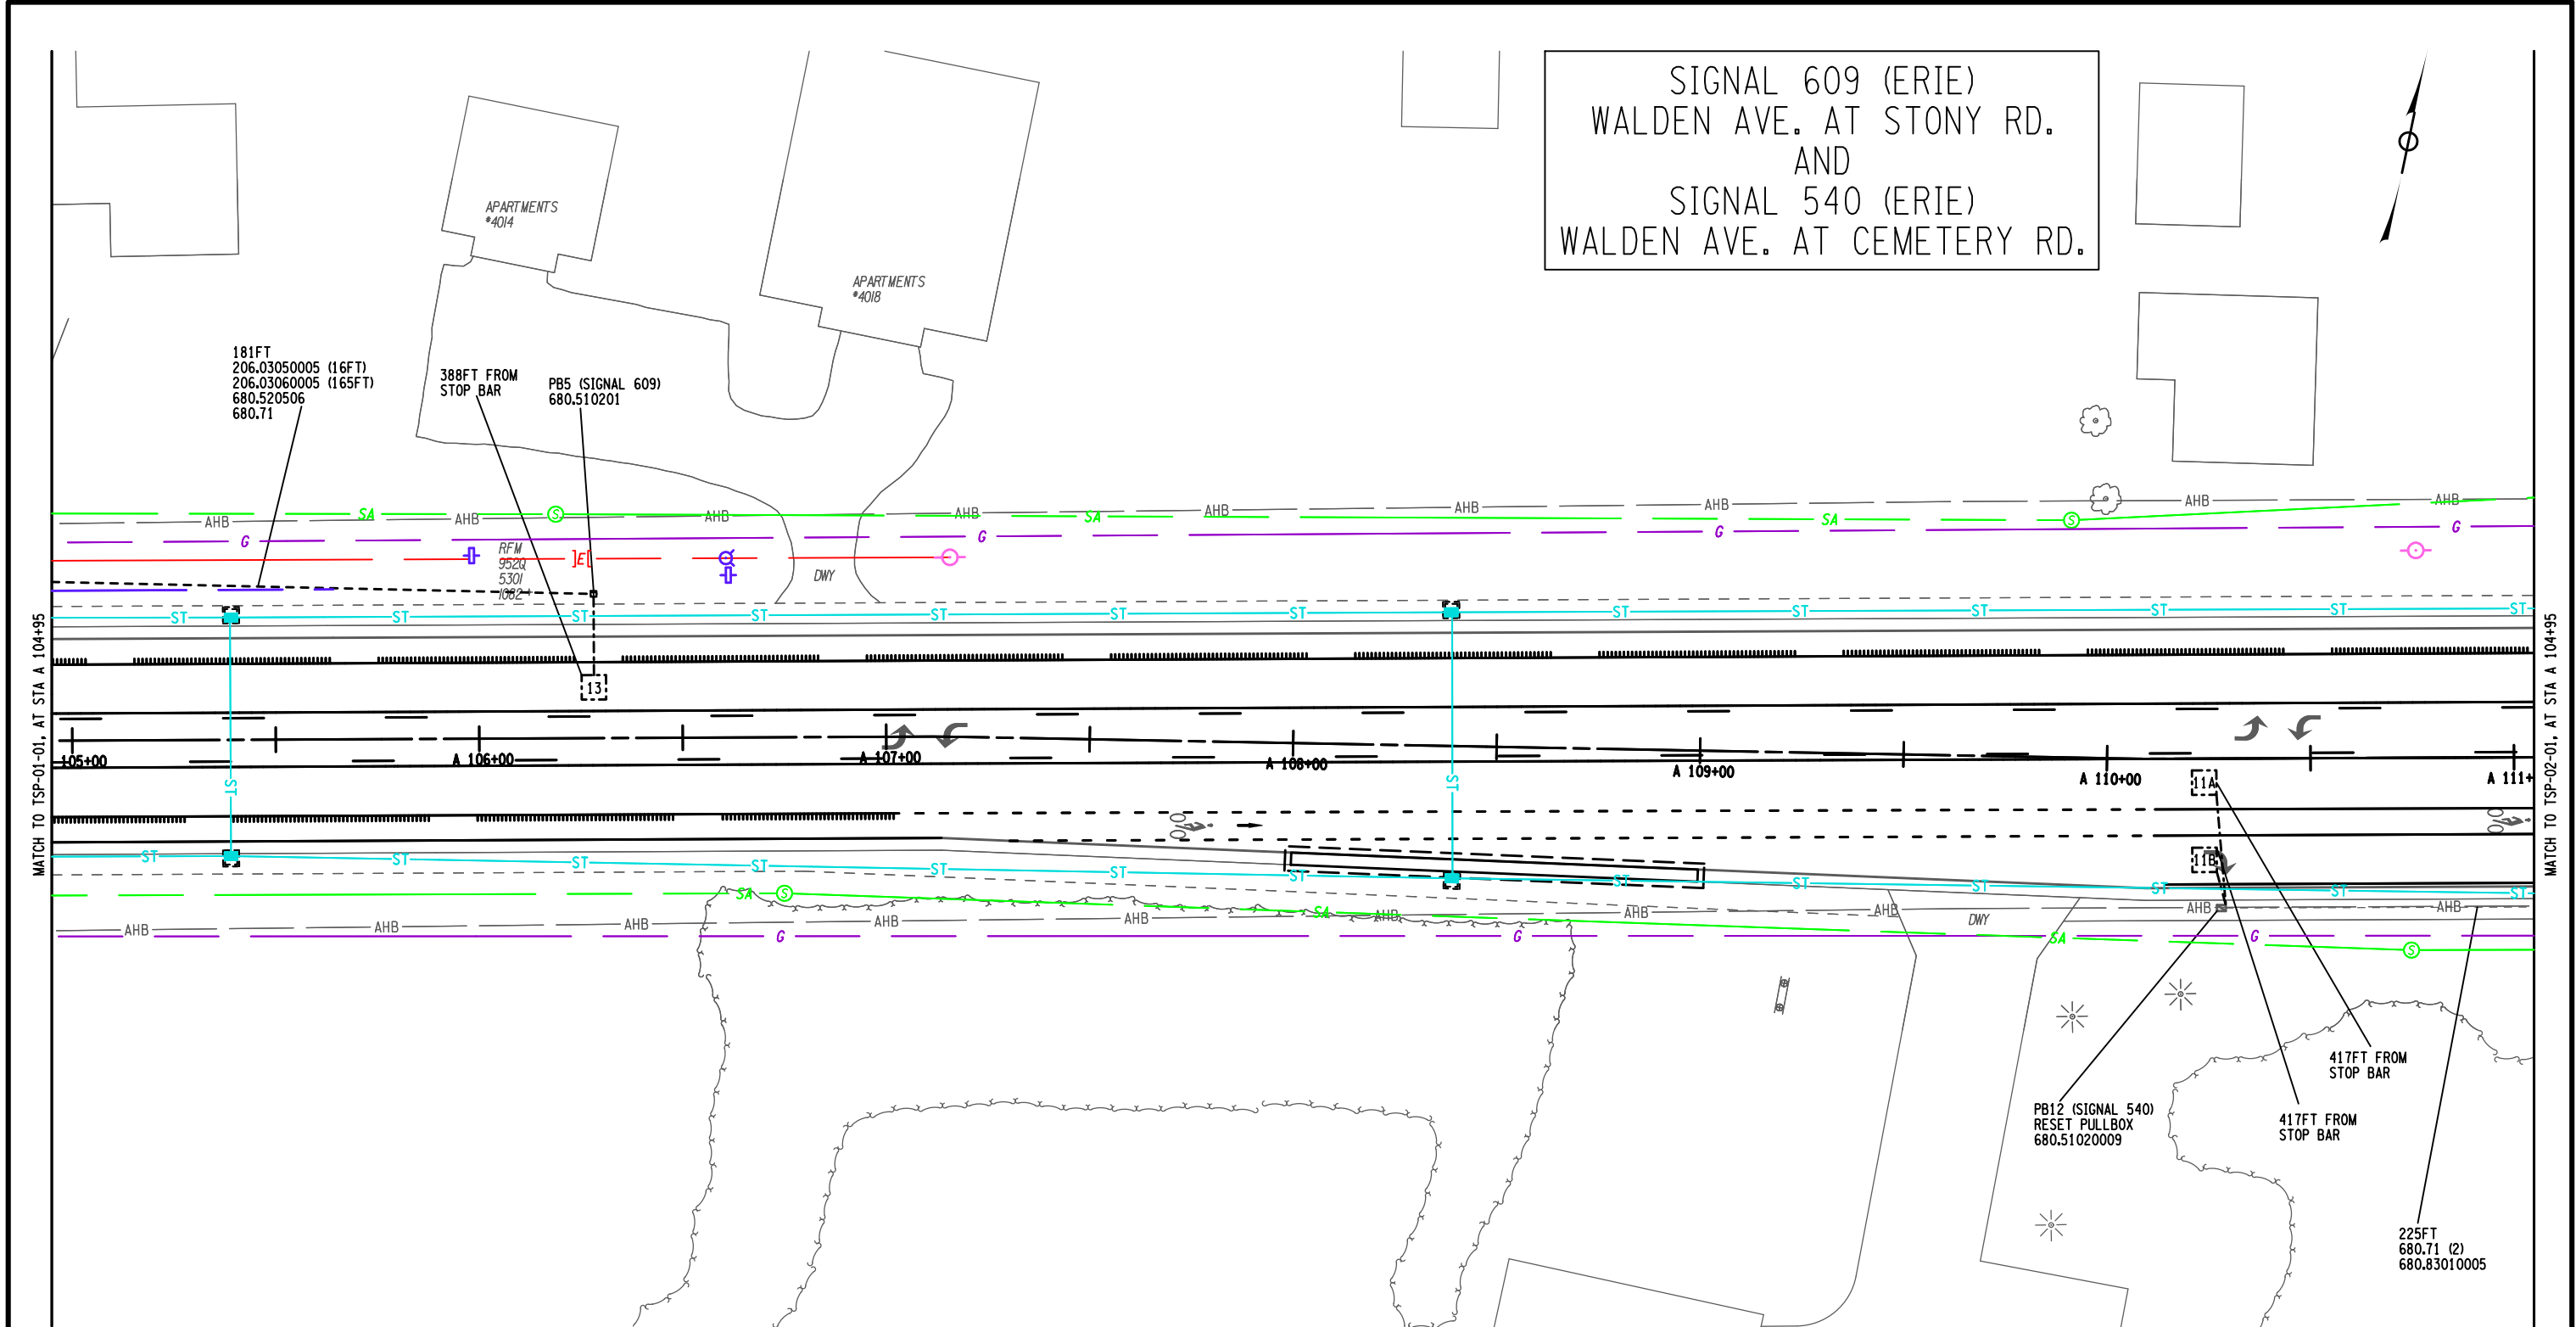 SIGNAL 609 (ERIE)
WALDEN AVE. AT STONY RD.
AND
SIGNAL 540 (ERIE)
WALDEN AVE. AT CEMETERY RD.
APARTMENTS
#4014
APARTMENTS
#4018
181FT
206.03050005 (16FT)
206.03060005 (165FT)
680.520506
680.71
388FT FROM
STOP BAR
PB5 (SIGNAL 609)
680.510201
SA SA SA
AHB AHB AHB AHB AHB AHB AHB AHB AHB
G G G G
RFM
952Q
5301
1082+
]E[
DWY
ST ST ST ST ST ST ST ST ST ST ST ST ST
13
MATCH TO TSP-01-01, AT STA A 104+95
MATCH TO TSP-02-01, AT STA A 104+95
105+00 A 106+00 A 107+00 A 108+00 A 109+00 A 110+00 A 111+
ST ST
11A
11B
ST ST ST ST ST ST ST ST ST ST ST ST ST
SA SA SA
AHB AHB AHB AHB AHB AHB AHB AHB AHB AHB
DWY
G G G
417FT FROM
STOP BAR
PB12 (SIGNAL 540)
RESET PULLBOX
680.51020009
417FT FROM
STOP BAR
225FT
680.71 (2)
680.83010005